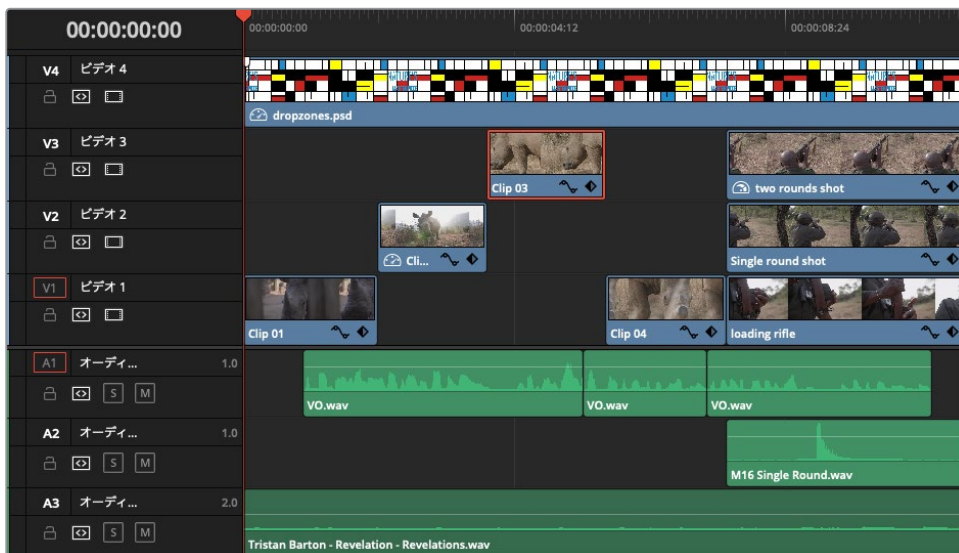 00:00:00:00
00:00:00:00 00:00:04:12 00:00:08:24
V4 ビデオ 4
dropzones.psd
V3 ビデオ 3
Clip 03 two rounds shot
V2 ビデオ 2
Cli... Single round shot
V1 ビデオ 1
Clip 01 Clip 04 loading rifle
A1 オーディ... 1.0
S M
VO.wav VO.wav VO.wav
A2 オーディ... 1.0
S M
M16 Single Round.wav
A3 オーディ... 2.0
S M
Tristan Barton - Revelation - Revelations.wav